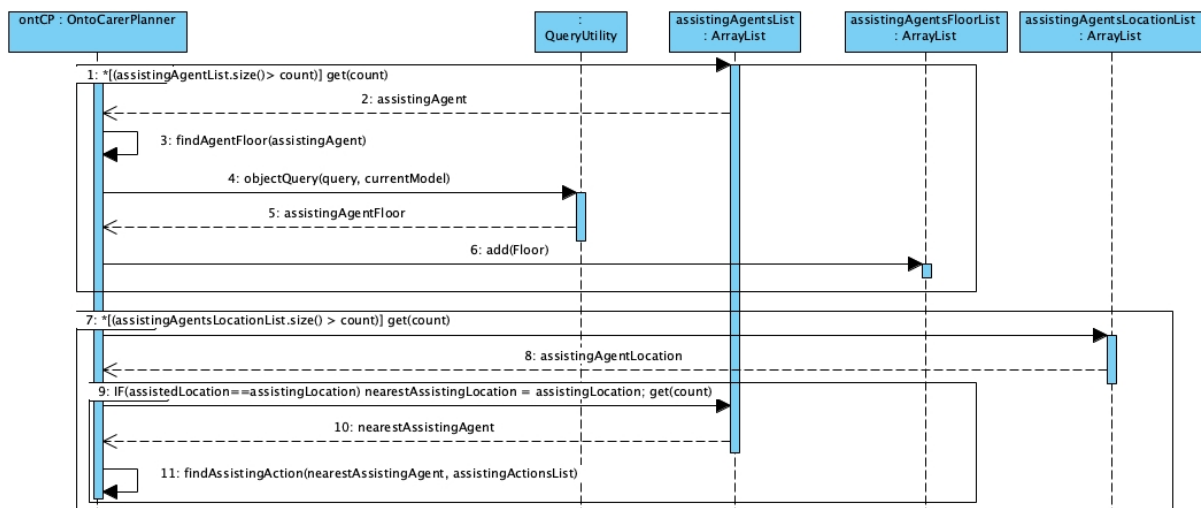 ontCP : OntoCarerPlanner
:
QueryUtility
assistingAgentsList
: ArrayList
assistingAgentsFloorList
: ArrayList
assistingAgentsLocationList
: ArrayList
1: *[(assistingAgentList.size()> count)] get(count)
2: assistingAgent
3: findAgentFloor(assistingAgent)
4: objectQuery(query, currentModel)
5: assistingAgentFloor
6: add(Floor)
7: *[(assistingAgentsLocationList.size() > count)] get(count)
8: assistingAgentLocation
9: IF(assistedLocation==assistingLocation) nearestAssistingLocation = assistingLocation; get(count)
10: nearestAssistingAgent
11: findAssistingAction(nearestAssistingAgent, assistingActionsList)